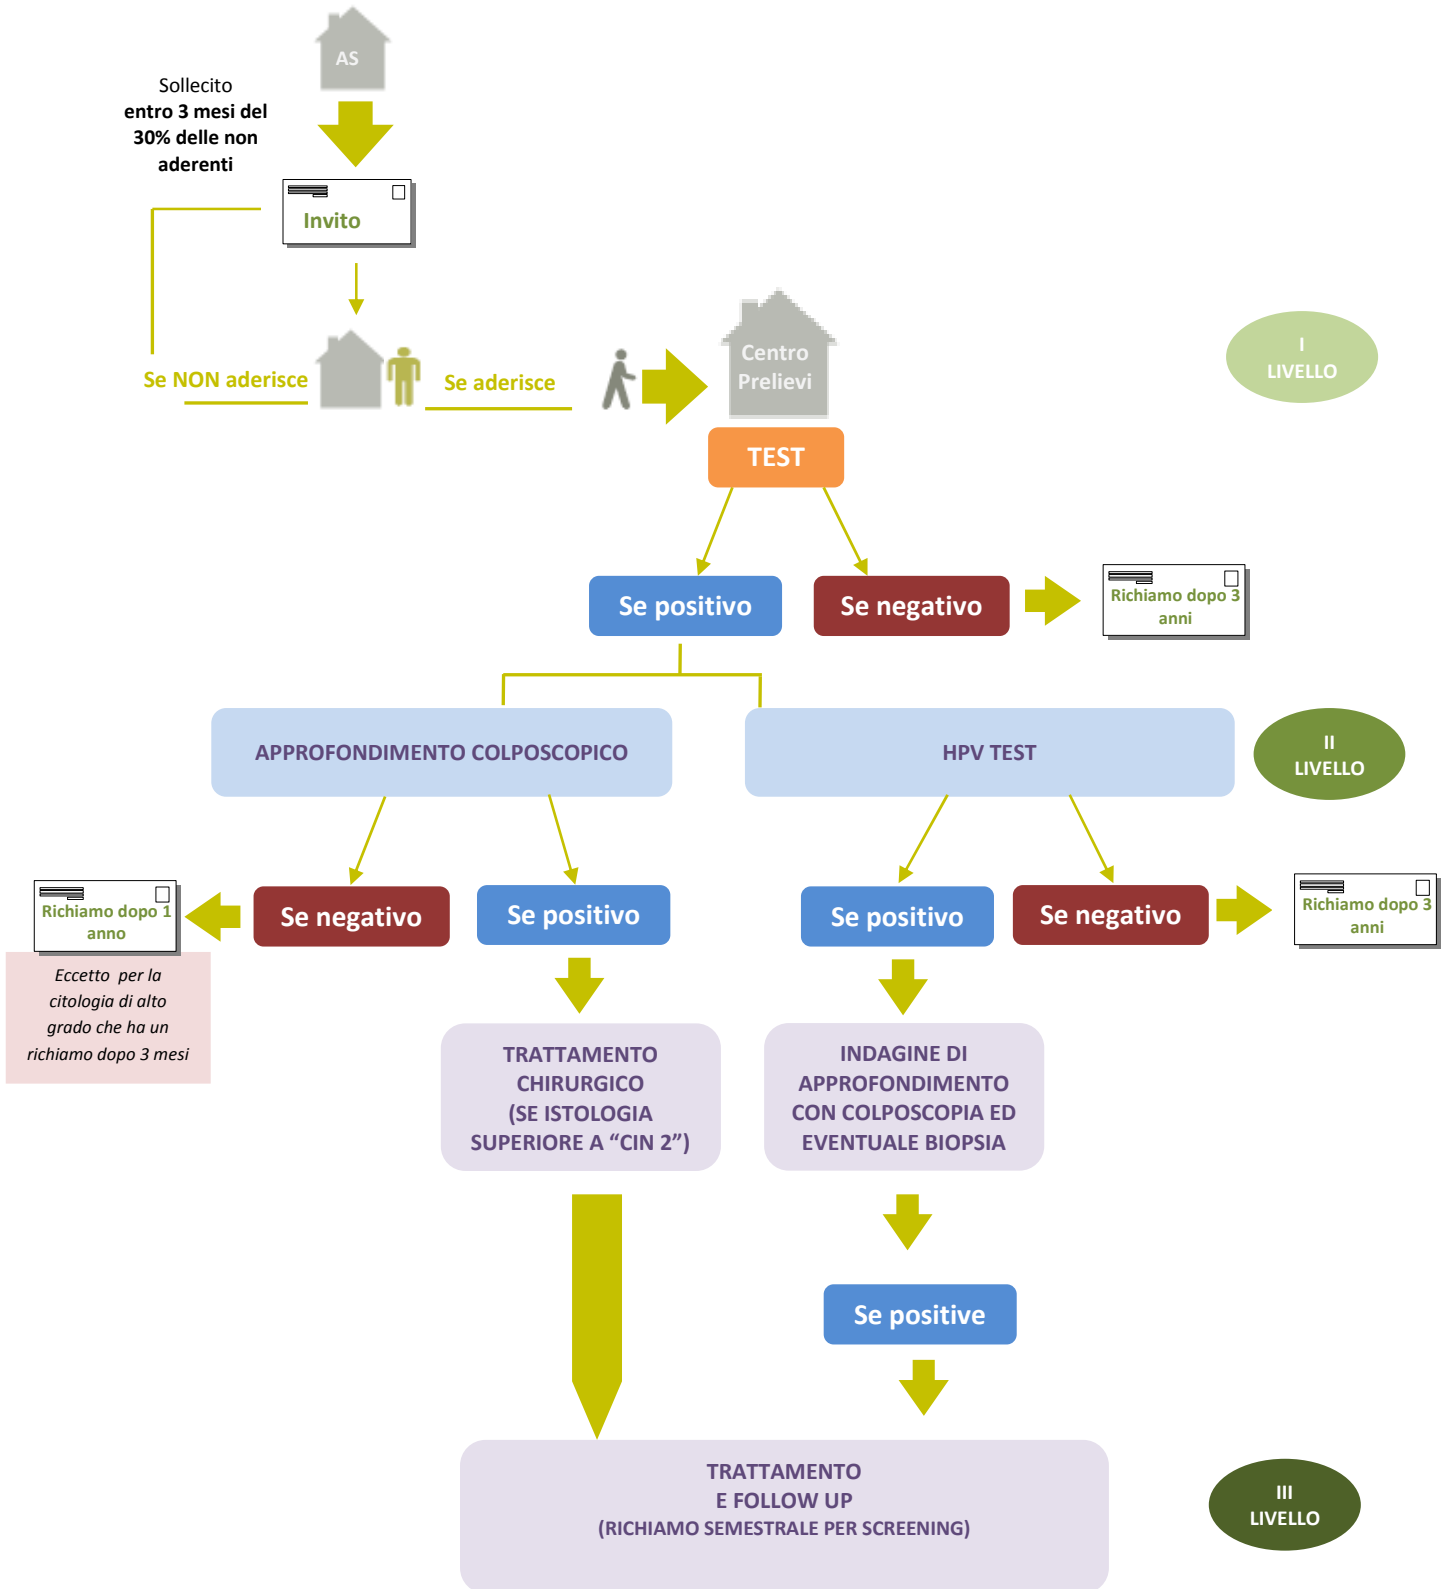 AS
Sollecito
entro 3 mesi del
30% delle non
aderenti
Invito
Se NON aderisce
Se aderisce
Centro
Prelievi
I
LIVELLO
TEST
Se positivo
Se negativo
Richiamo dopo 3
anni
APPROFONDIMENTO COLPOSCOPICO
HPV TEST
II
LIVELLO
Richiamo dopo 1
anno
Se negativo
Se positivo
Se positivo
Se negativo
Richiamo dopo 3
anni
Eccetto per la
citologia di alto
grado che ha un
richiamo dopo 3 mesi
TRATTAMENTO
CHIRURGICO
(SE ISTOLOGIA
SUPERIORE A “CIN 2”)
INDAGINE DI
APPROFONDIMENTO
CON COLPOSCOPIA ED
EVENTUALE BIOPSIA
Se positive
TRATTAMENTO
E FOLLOW UP
(RICHIAMO SEMESTRALE PER SCREENING)
III
LIVELLO